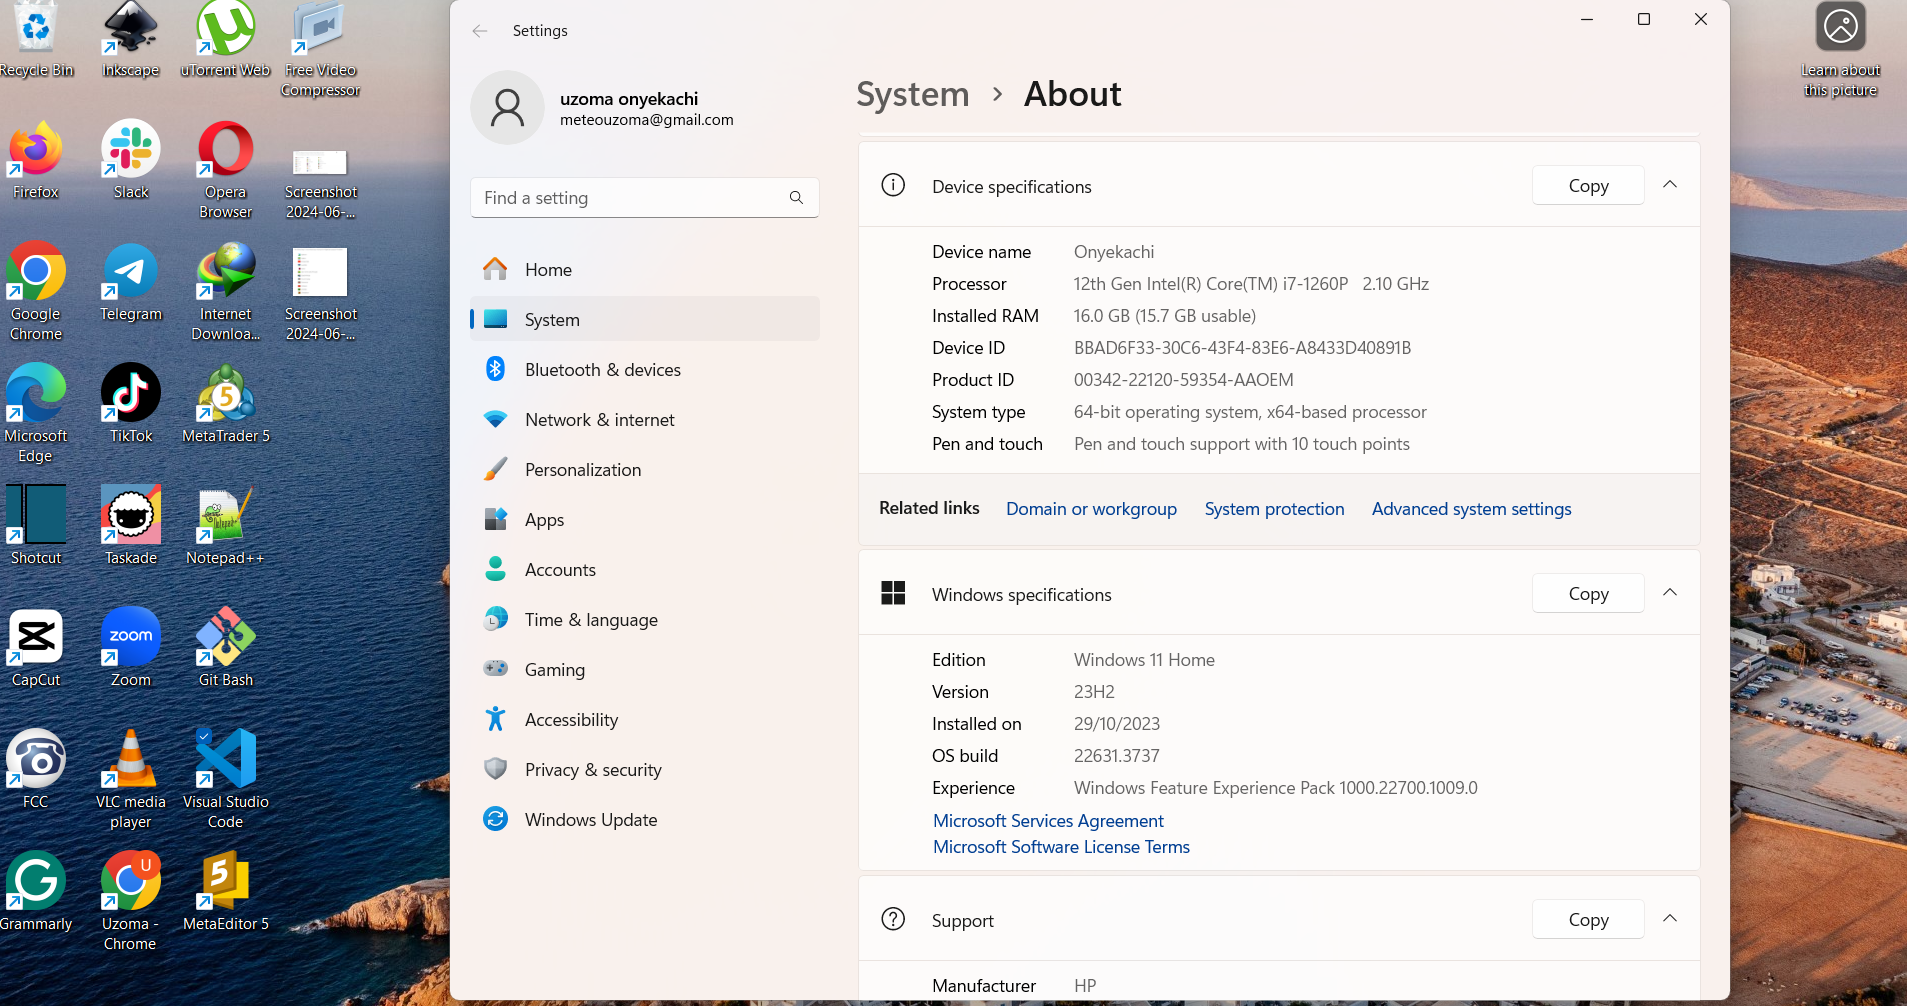 Recycle Bin
Inkscape
uTorrent Web
Free Video
Compressor
Firefox
Slack
Opera
Browser
Screenshot
2024-06-...
Google
Chrome
Telegram
Internet
Downloa...
Screenshot
2024-06-...
Microsoft
Edge
TikTok
MetaTrader 5
Shotcut
Taskade
Notepad++
CapCut
zoom
Zoom
Git Bash
FCC
VLC media
player
Visual Studio
Code
Grammarly
U
Uzoma -
Chrome
5
MetaEditor 5
Settings
uzoma onyekachi
meteouzoma@gmail.com
Find a setting
Home
System
Bluetooth & devices
Network & internet
Personalization
Apps
Accounts
Time & language
Gaming
Accessibility
Privacy & security
Windows Update
System > About
Device specifications
Copy
Device name Onyekachi
Processor 12th Gen Intel(R) Core(TM) i7-1260P 2.10 GHz
Installed RAM 16.0 GB (15.7 GB usable)
Device ID BBAD6F33-30C6-43F4-83E6-A8433D40891B
Product ID 00342-22120-59354-AAOEM
System type 64-bit operating system, x64-based processor
Pen and touch Pen and touch support with 10 touch points
Related links Domain or workgroup System protection Advanced system settings
Windows specifications
Copy
Edition Windows 11 Home
Version 23H2
Installed on 29/10/2023
OS build 22631.3737
Experience Windows Feature Experience Pack 1000.22700.1009.0
Microsoft Services Agreement
Microsoft Software License Terms
Support
Copy
Manufacturer HP
Learn about
this picture